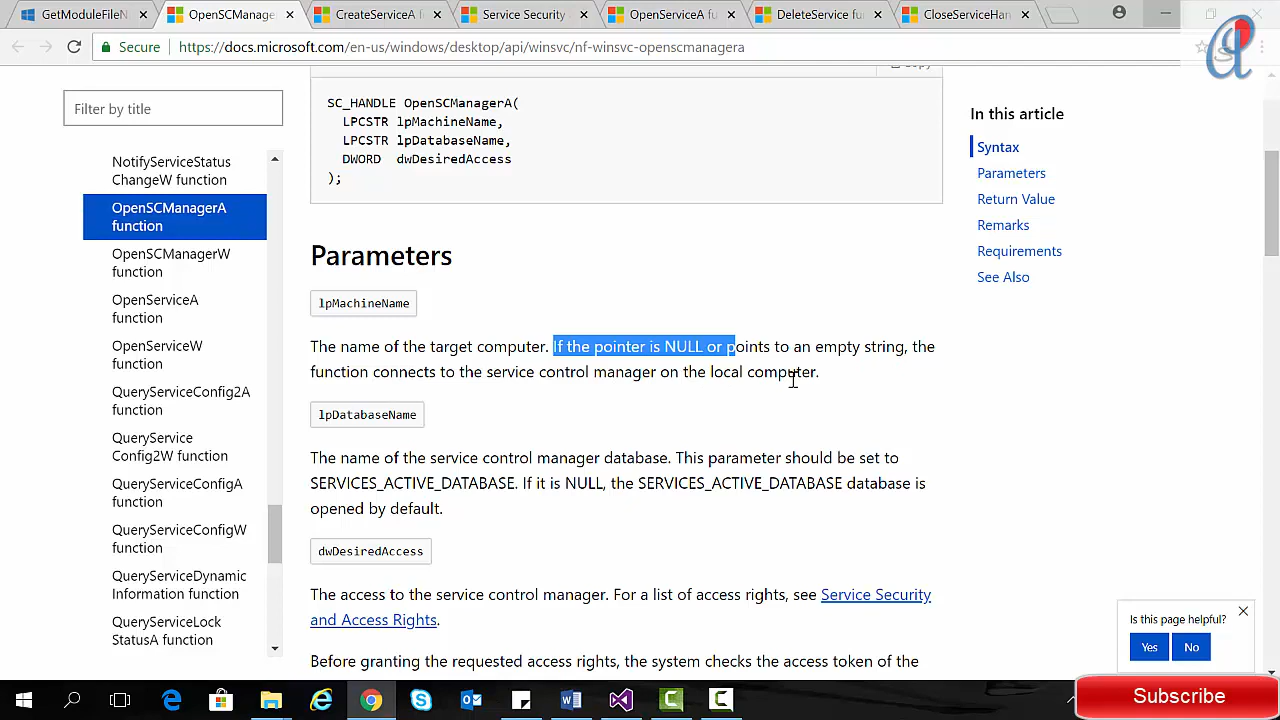 GetModuleFileN
OpenSCManage
CreateServiceA f
Service Security
OpenServiceA fu
DeleteService fun
CloseServiceHan
Secure
https://docs.microsoft.com/en-us/windows/desktop/api/winsvc/nf-winsvc-openscmanagera
Filter by title
NotifyServiceStatus
ChangeW function
OpenSCManagerA
function
OpenSCManagerW
function
OpenServiceA
function
OpenServiceW
function
QueryServiceConfig2A
function
QueryService
Config2W function
QueryServiceConfigA
function
QueryServiceConfigW
function
QueryServiceDynamic
Information function
QueryServiceLock
StatusA function
Copy
SC_HANDLE OpenSCManagerA(
LPCSTR lpMachineName,
LPCSTR lpDatabaseName,
DWORD dwDesiredAccess
);
Parameters
lpMachineName
The name of the target computer. If the pointer is NULL or points to an empty string, the
function connects to the service control manager on the local computer.
lpDatabaseName
The name of the service control manager database. This parameter should be set to
SERVICES_ACTIVE_DATABASE. If it is NULL, the SERVICES_ACTIVE_DATABASE database is
opened by default.
dwDesiredAccess
The access to the service control manager. For a list of access rights, see Service Security
and Access Rights.
Before granting the requested access rights, the system checks the access token of the
In this article
Syntax
Parameters
Return Value
Remarks
Requirements
See Also
Is this page helpful?
Yes No
Subscribe